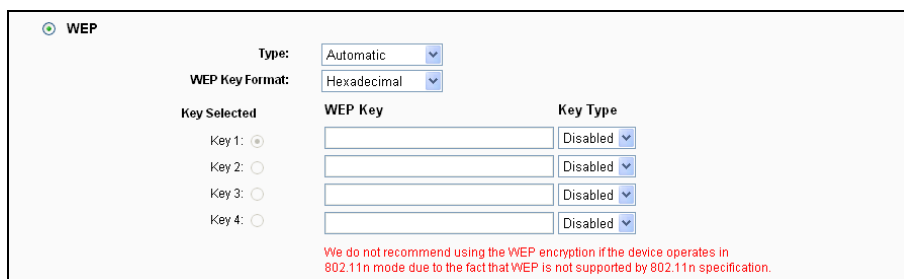 WEP
Type: Automatic
WEP Key Format: Hexadecimal
Key Selected WEP Key Key Type
Key 1: Disabled
Key 2: Disabled
Key 3: Disabled
Key 4: Disabled
We do not recommend using the WEP encryption if the device operates in
802.11n mode due to the fact that WEP is not supported by 802.11n specification.